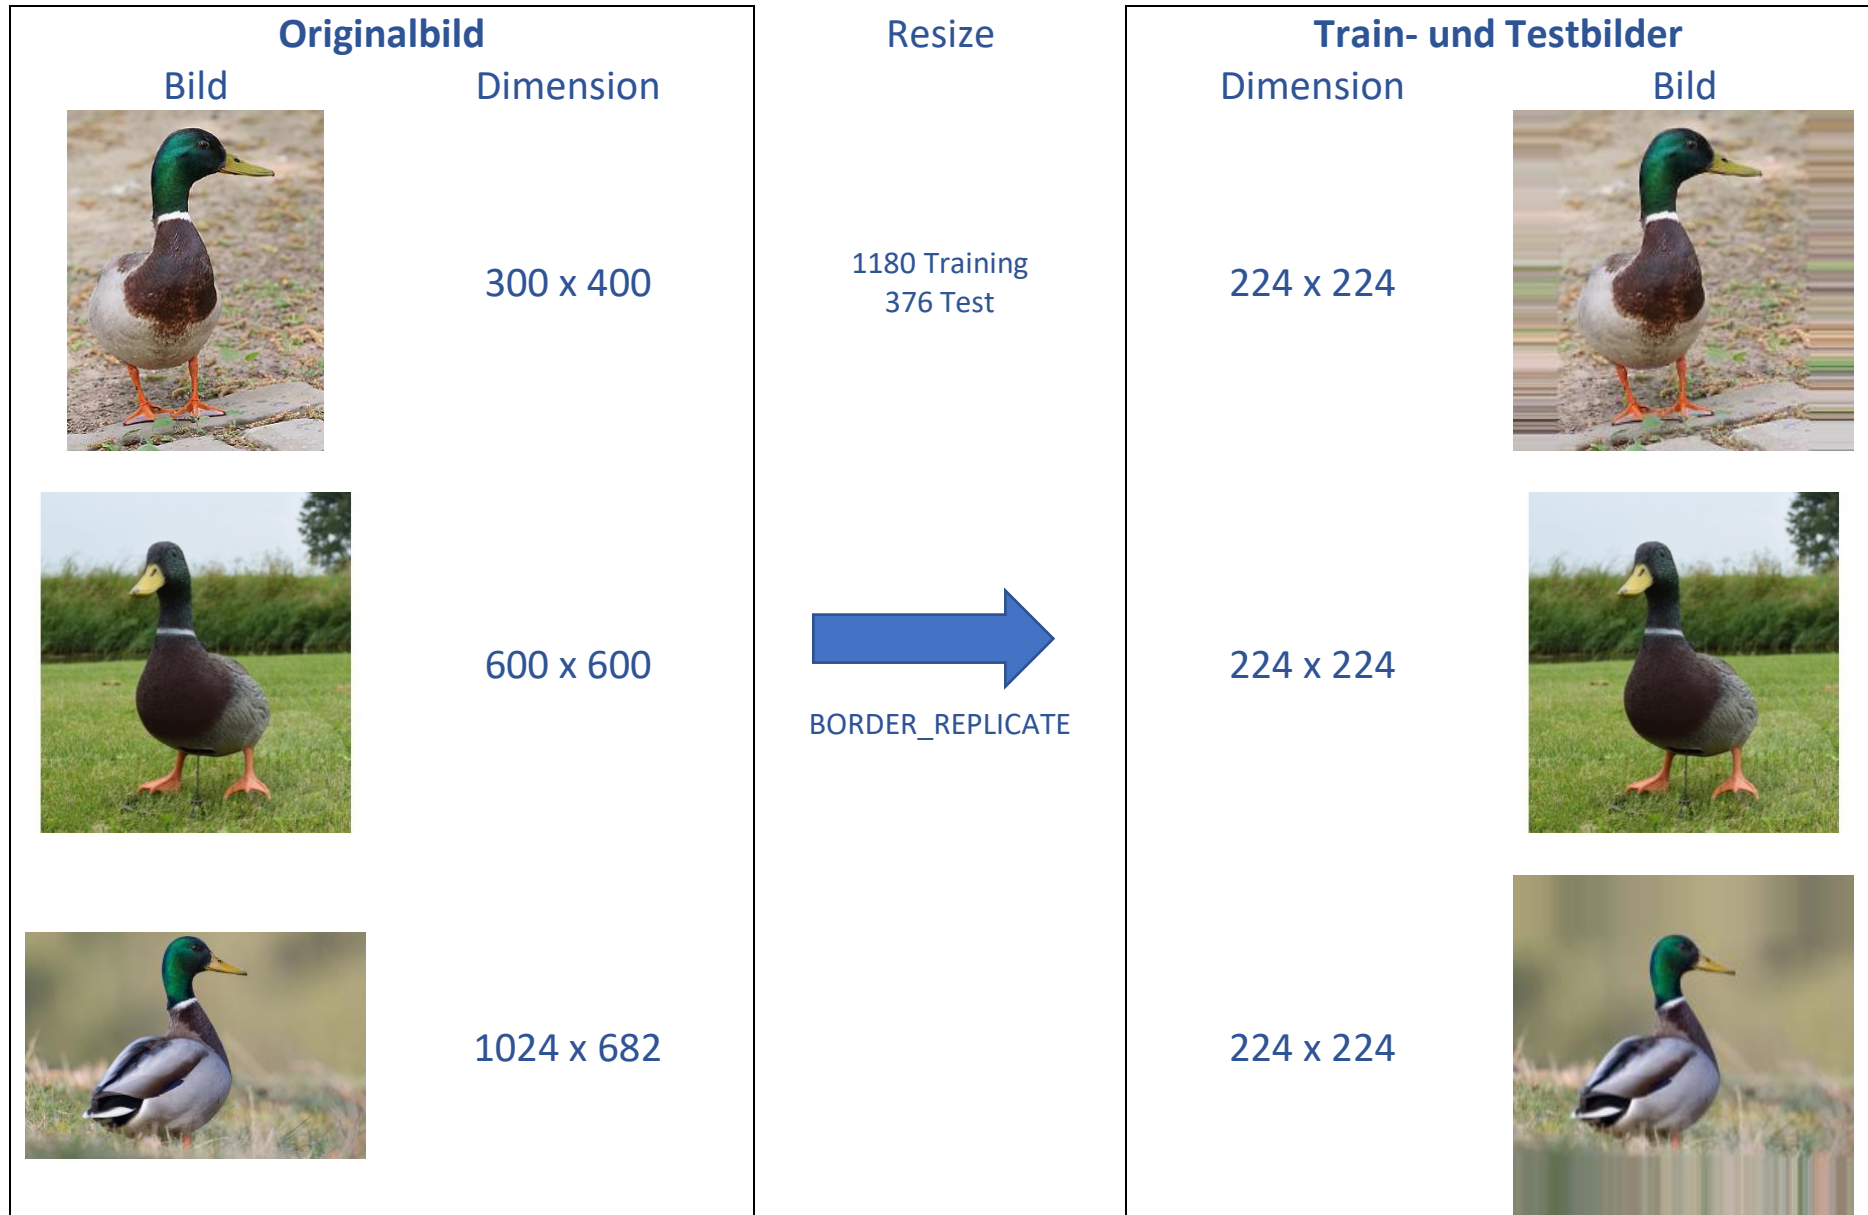 Originalbild
Bild
Dimension
300 x 400
600 x 600
1024 x 682
Resize
1180 Training
376 Test
BORDER_REPLICATE
Train- und Testbilder
Dimension
Bild
224 x 224
224 x 224
224 x 224